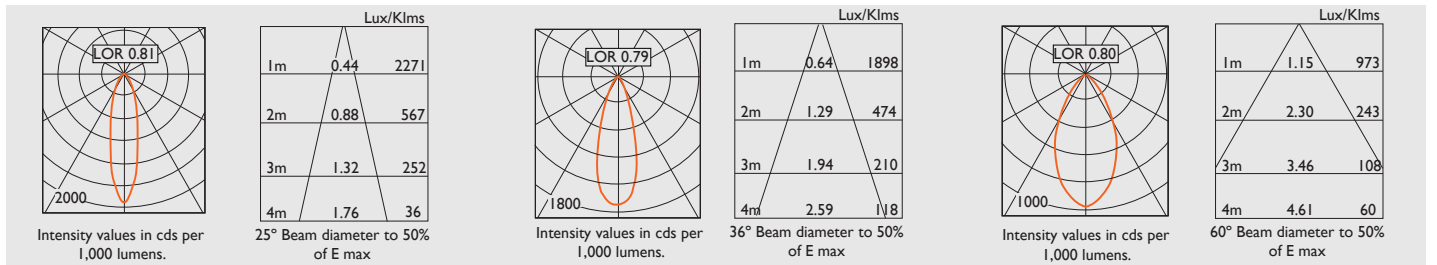 LOR 0.81
2000
Intensity values in cds per
1,000 lumens.
Lux/Klms
1m 0.44 2271
2m 0.88 567
3m 1.32 252
4m 1.76 36
25º Beam diameter to 50%
of E max
LOR 0.79
1800
Intensity values in cds per
1,000 lumens.
Lux/Klms
1m 0.64 1898
2m 1.29 474
3m 1.94 210
4m 2.59 118
36º Beam diameter to 50%
of E max
LOR 0.80
1000
Intensity values in cds per
1,000 lumens.
Lux/Klms
1m 1.15 973
2m 2.30 243
3m 3.46 108
4m 4.61 60
60º Beam diameter to 50%
of E max